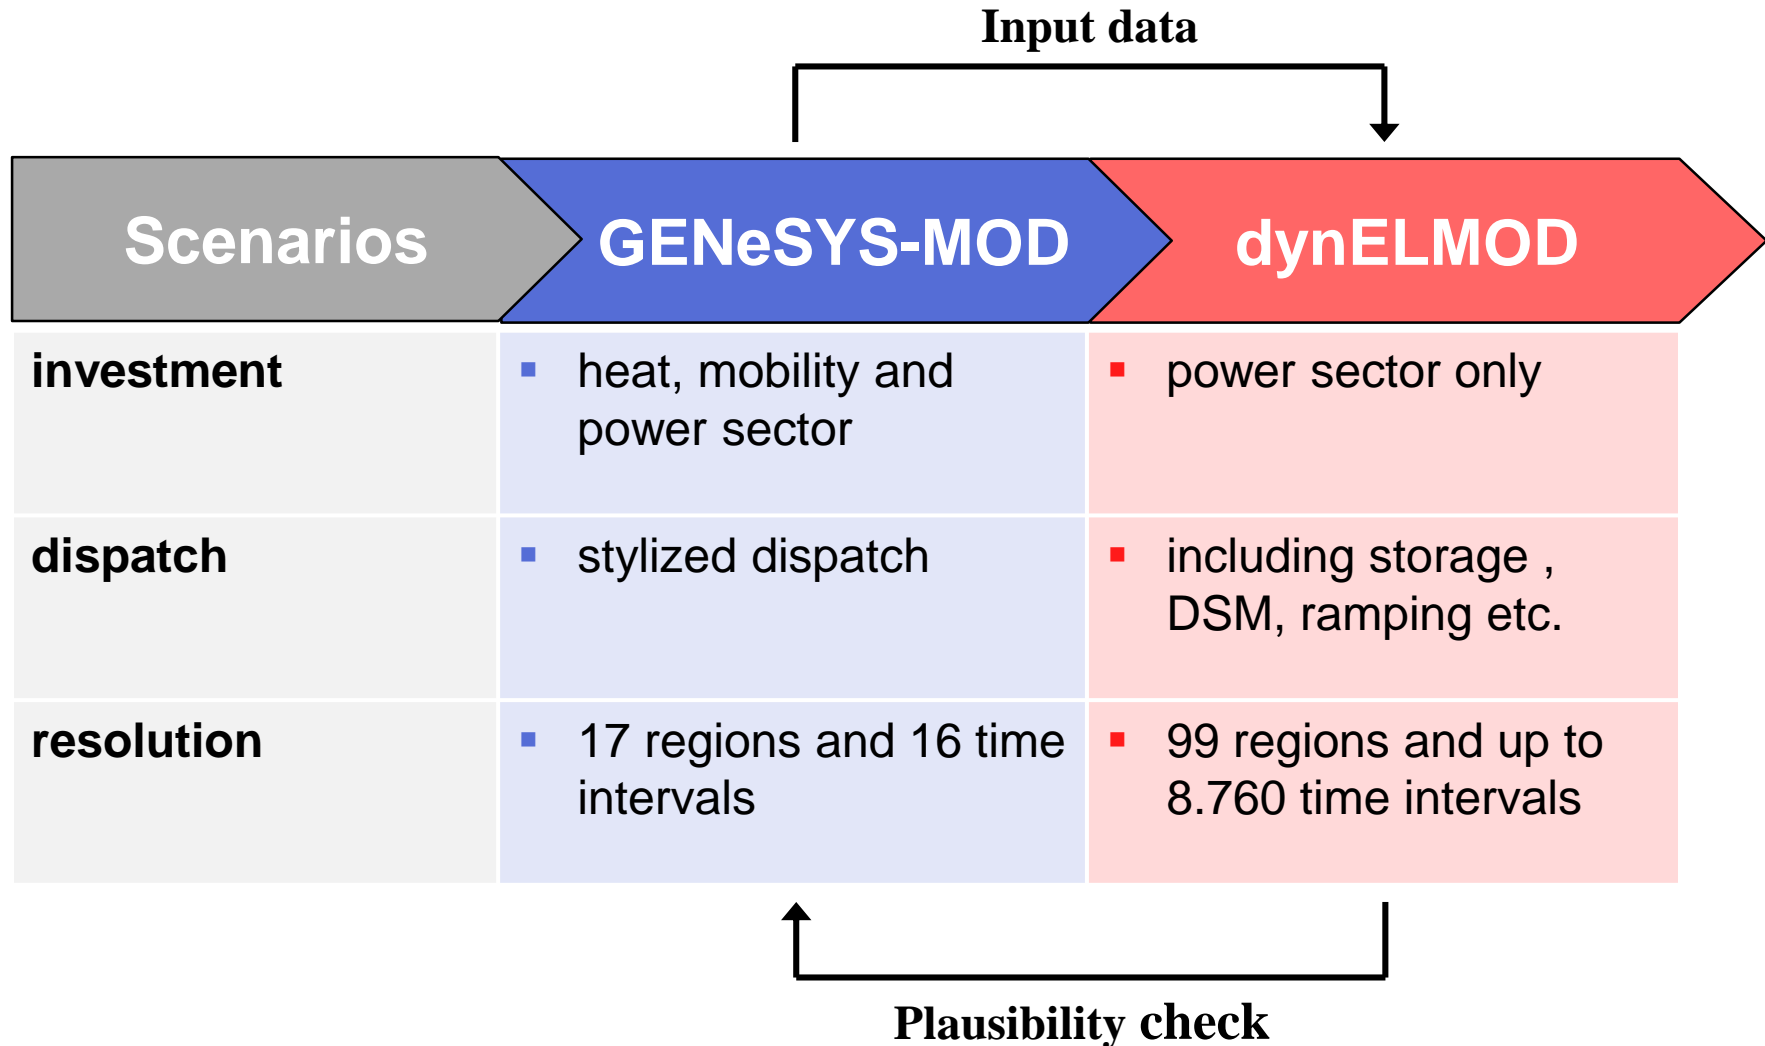 Input data
Scenarios
GENeSYS-MOD
dynELMOD
investment
▪ heat, mobility and
power sector
▪ power sector only
dispatch
▪ stylized dispatch
▪ including storage ,
DSM, ramping etc.
resolution
▪ 17 regions and 16 time
intervals
▪ 99 regions and up to
8.760 time intervals
Plausibility check